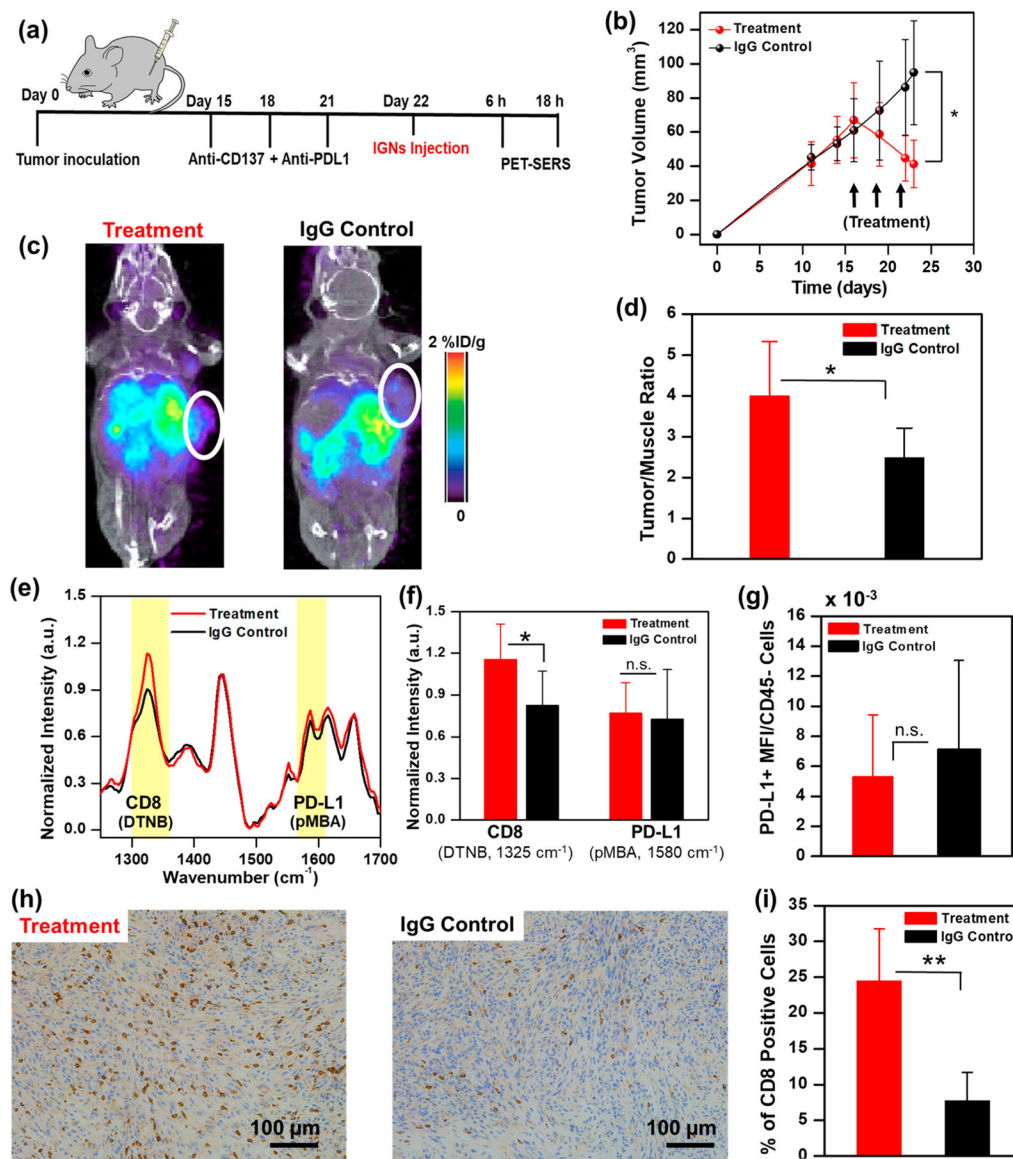 (a)
Day 0
Day 15
18
21
Day 22
6 h
18 h
Tumor inoculation
Anti-CD137 + Anti-PDL1
IGNs Injection
PET-SERS
(b)
Treatment
IgG Control
Tumor Volume (mm³)
120
100
80
60
40
20
0
*
(Treatment)
0
5
10
15
20
25
30
Time (days)
(c)
Treatment
IgG Control
2 %ID/g
0
(d)
Treatment
IgG Control
Tumor/Muscle Ratio
6
5
4
3
2
1
0
*
(e)
Treatment
IgG Control
Normalized Intensity (a.u.)
1.5
1.2
0.9
0.6
0.3
0.0
CD8
(DTNB)
PD-L1
(pMBA)
1300
1400
1500
1600
1700
Wavenumber (cm⁻¹)
(f)
Treatment
IgG Control
Normalized Intensity (a.u.)
1.5
1.2
0.9
0.6
0.3
0.0
*
n.s.
CD8
(DTNB, 1325 cm⁻¹)
PD-L1
(pMBA, 1580 cm⁻¹)
(g)
x 10⁻³
Treatment
IgG Control
PD-L1+ MFI/CD45- Cells
16
14
12
10
8
6
4
2
0
n.s.
(h)
Treatment
IgG Control
100 µm
100 µm
(i)
Treatment
IgG Control
% of CD8 Positive Cells
35
30
25
20
15
10
5
0
**